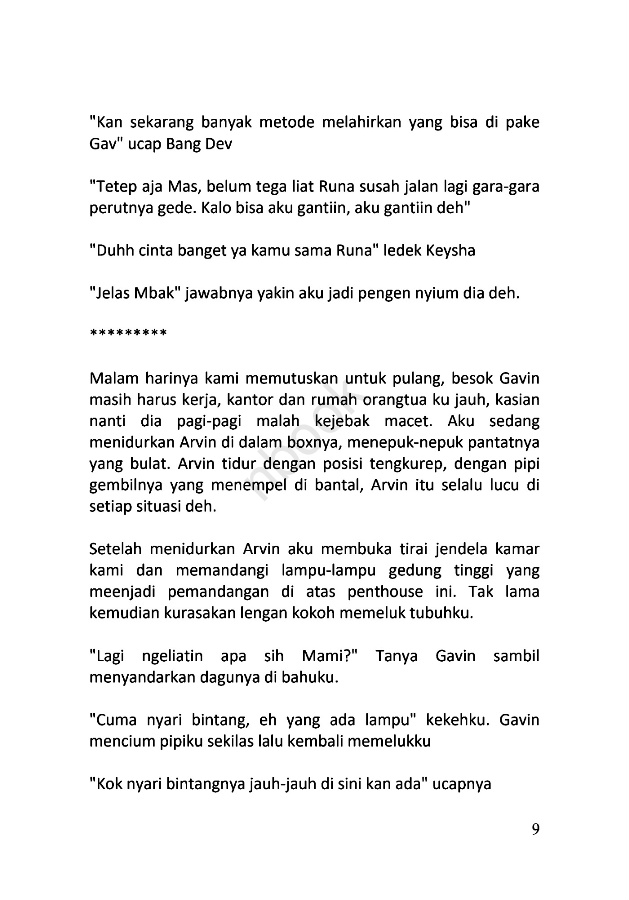 "Kan sekarang banyak metode melahirkan yang bisa di pake
Gav" ucap Bang Dev
"Tetep aja Mas, belum tega liat Runa susah jalan lagi gara-gara
perutnya gede. Kalo bisa aku gantiin, aku gantiin deh"
"Duhh cinta banget ya kamu sama Runa" ledek Keysha
"Jelas Mbak" jawabnya yakin aku jadi pengen nyium dia deh.
*********
Malam harinya kami memutuskan untuk pulang, besok Gavin
masih harus kerja, kantor dan rumah orangtua ku jauh, kasian
nanti dia pagi-pagi malah kejebak macet. Aku sedang
menidurkan Arvin di dalam boxnya, menepuk-nepuk pantatnya
yang bulat. Arvin tidur dengan posisi tengkurep, dengan pipi
gembilnya yang menempel di bantal, Arvin itu selalu lucu di
setiap situasi deh.
Setelah menidurkan Arvin aku membuka tirai jendela kamar
kami dan memandangi lampu-lampu gedung tinggi yang
meenjadi pemandangan di atas penthouse ini. Tak lama
kemudian kurasakan lengan kokoh memeluk tubuhku.
"Lagi ngeliatin apa sih Mami?" Tanya Gavin sambil
menyandarkan dagunya di bahuku.
"Cuma nyari bintang, eh yang ada lampu" kekehku. Gavin
mencium pipiku sekilas lalu kembali memelukku
"Kok nyari bintangnya jauh-jauh di sini kan ada" ucapnya
9